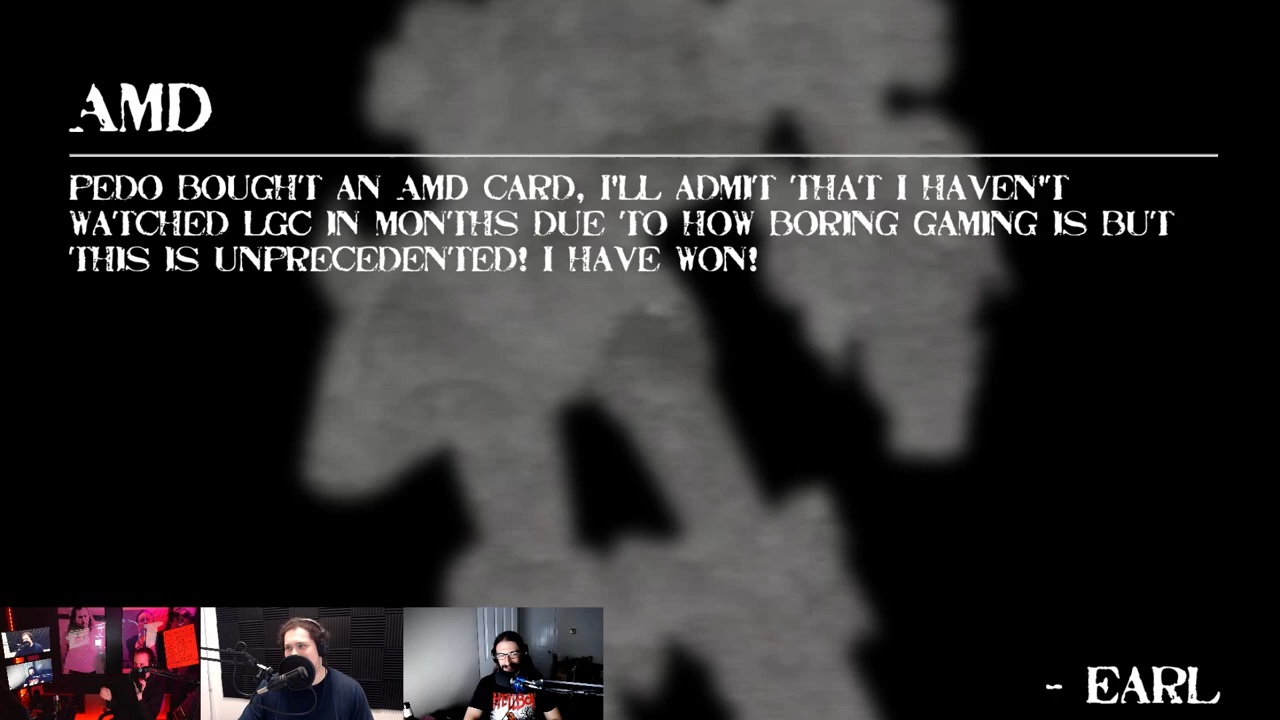 AMD
PEDO BOUGHT AN AMD CARD, I'LL ADMIT THAT I HAVEN"T
WATCHED LGC IN MONTHS DUE TO HOW BORING GAMING IS BUT
THIS IS UNPRECEDENTED! I HAVE WON!
HELLBOY
- EARL